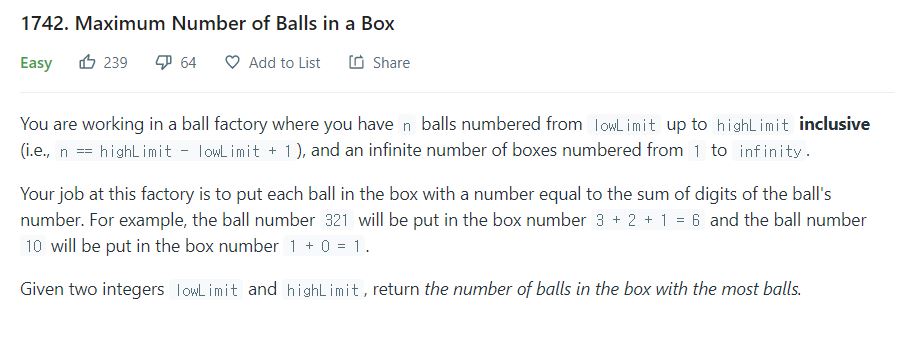 1742. Maximum Number of Balls in a Box
Easy 239 64 Add to List Share
You are working in a ball factory where you have n balls numbered from lowLimit up to highLimit inclusive
(i.e., n == highLimit - lowLimit + 1), and an infinite number of boxes numbered from 1 to infinity.
Your job at this factory is to put each ball in the box with a number equal to the sum of digits of the ball's
number. For example, the ball number 321 will be put in the box number 3 + 2 + 1 = 6 and the ball number
10 will be put in the box number 1 + 0 = 1.
Given two integers lowLimit and highLimit, return the number of balls in the box with the most balls.